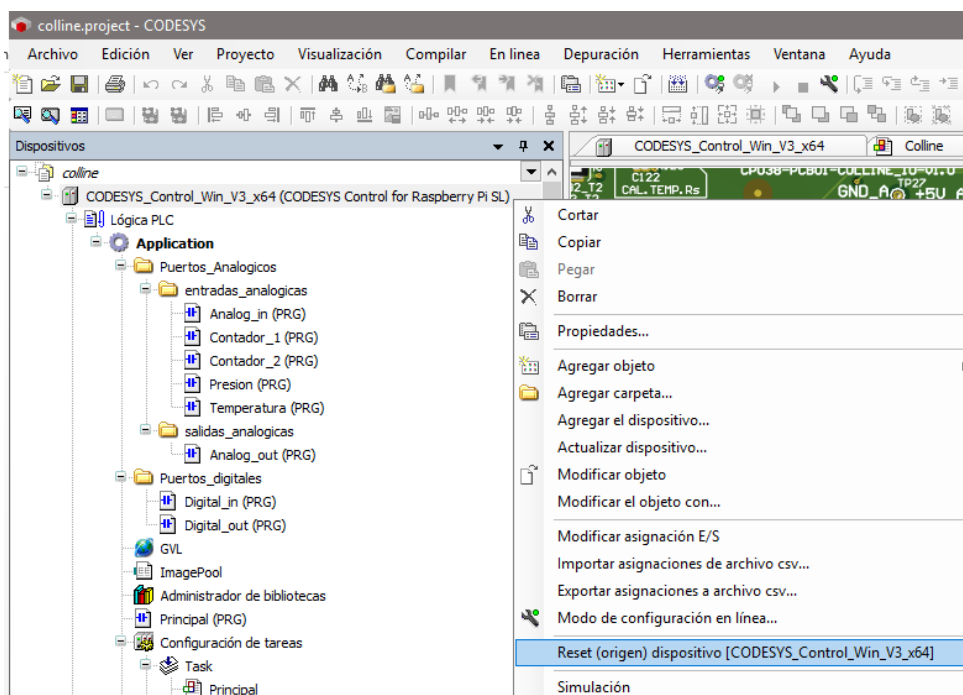 colline.project - CODESYS
Archivo Edición Ver Proyecto Visualización Compilar En linea Depuración Herramientas Ventana Ayuda
Dispositivos
CODESYS_Control_Win_V3_x64
Colline
colline
C122
CAL.TEMP.Rs
GND_A
TP27
+5V
CODESYS_Control_Win_V3_x64 (CODESYS Control for Raspberry Pi SL)
Lógica PLC
Application
Puertos_Analogicos
entradas_analogicas
Analog_in (PRG)
Contador_1 (PRG)
Contador_2 (PRG)
Presion (PRG)
Temperatura (PRG)
salidas_analogicas
Analog_out (PRG)
Puertos_digitales
Digital_in (PRG)
Digital_out (PRG)
GVL
ImagePool
Administrador de bibliotecas
Principal (PRG)
Configuración de tareas
Task
Principal
Cortar
Copiar
Pegar
Borrar
Propiedades...
Agregar objeto
Agregar carpeta...
Agregar el dispositivo...
Actualizar dispositivo...
Modificar objeto
Modificar el objeto con...
Modificar asignación E/S
Importar asignaciones de archivo csv...
Exportar asignaciones a archivo csv...
Modo de configuración en línea...
Reset (origen) dispositivo [CODESYS_Control_Win_V3_x64]
Simulación